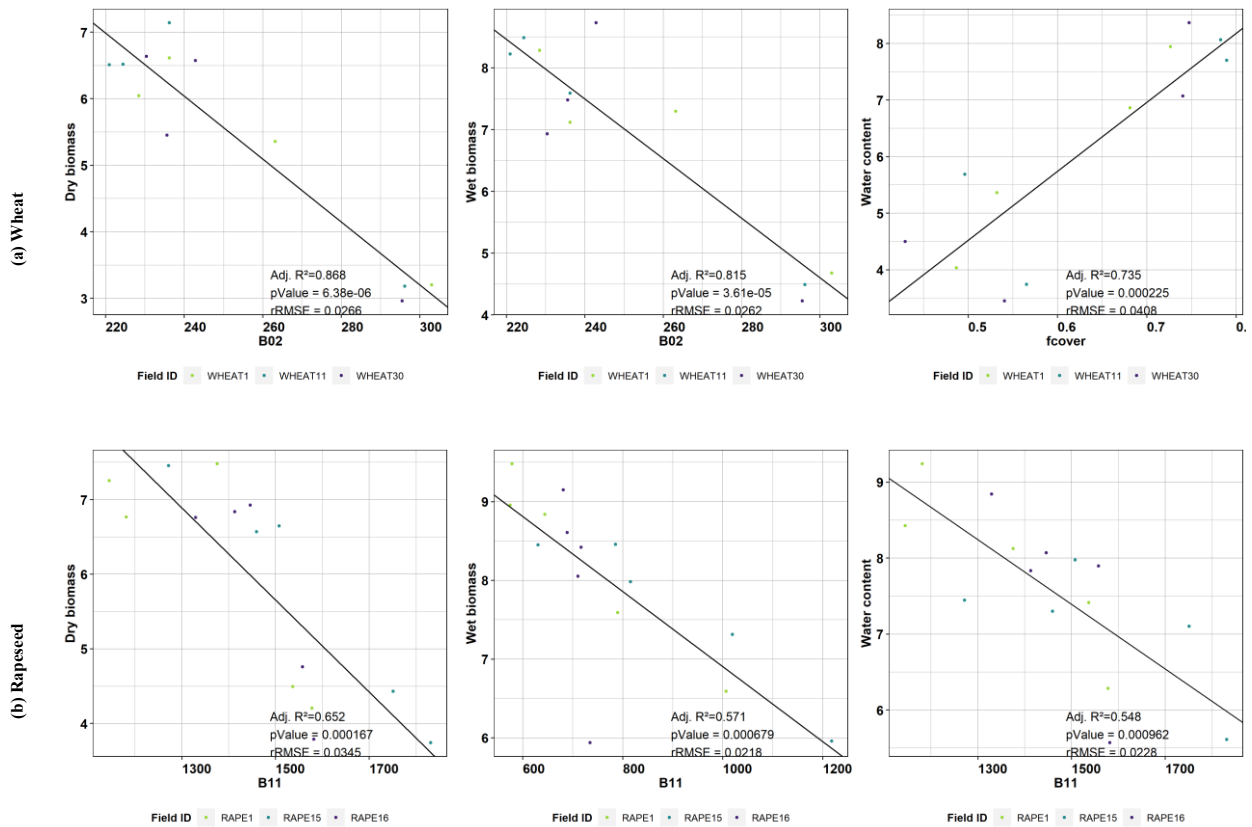 (a) Wheat
Dry biomass
7
6
5
4
3
Adj. R²=0.868
pValue = 6.38e-06
rRMSE = 0.0266
220 240 260 280 300
B02
Field ID WHEAT1 WHEAT11 WHEAT30
Wet biomass
8
7
6
5
4
Adj. R²=0.815
pValue = 3.61e-05
rRMSE = 0.0262
220 240 260 280 300
B02
Field ID WHEAT1 WHEAT11 WHEAT30
Water content
8
7
6
5
4
Adj. R²=0.735
pValue = 0.000225
rRMSE = 0.0408
0.5 0.6 0.7 0.
fcover
Field ID WHEAT1 WHEAT11 WHEAT30
(b) Rapeseed
Dry biomass
7
6
5
4
Adj. R²=0.652
pValue = 0.000167
rRMSE = 0.0345
1300 1500 1700
B11
Field ID RAPE1 RAPE15 RAPE16
Wet biomass
9
8
7
6
Adj. R²=0.571
pValue = 0.000679
rRMSE = 0.0218
600 800 1000 1200
B11
Field ID RAPE1 RAPE15 RAPE16
Water content
9
8
7
6
Adj. R²=0.548
pValue = 0.000962
rRMSE = 0.0228
1300 1500 1700
B11
Field ID RAPE1 RAPE15 RAPE16